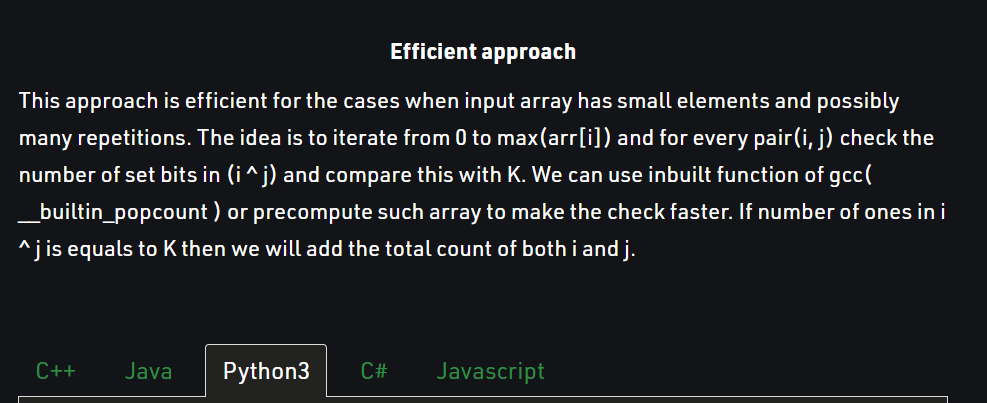 Efficient approach
This approach is efficient for the cases when input array has small elements and possibly
many repetitions. The idea is to iterate from 0 to max(arr[i]) and for every pair(i, j) check the
number of set bits in (i ^ j) and compare this with K. We can use inbuilt function of gcc(
__builtin_popcount ) or precompute such array to make the check faster. If number of ones in i
^ j is equals to K then we will add the total count of both i and j.
C++ Java Python3 C# Javascript